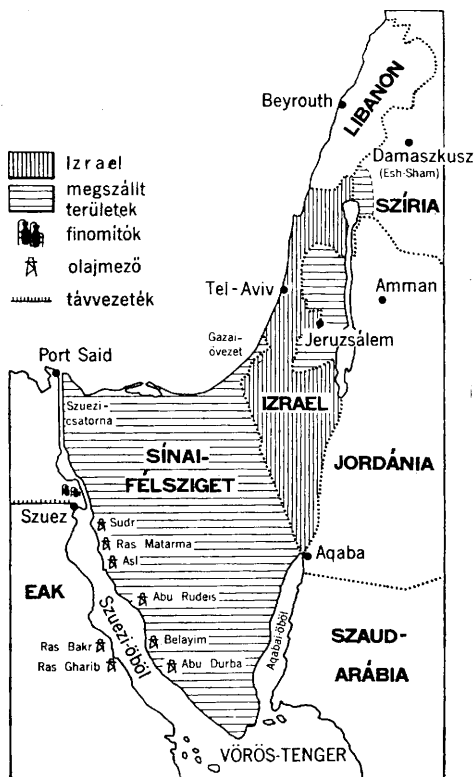 Beyrouth
LIBANON
Damaszkusz
(Esh-Sham)
SZÍRIA
Izrael
megszállt
területek
finomítók
olajmező
távvezeték
Tel-Aviv
Amman
Jeruzsálem
Gazai-
övezet
Port Said
Szuezi-
csatorna
IZRAEL
SÍNAI-
FÉLSZIGET
JORDÁNIA
Szuez
Sudr
Ras Matarma
Asl
Aqaba
EAK
Abu Rudeis
Szuezi-öböl
Aqabai-öböl
Belayim
Ras Bakr
Ras Gharib
Abu Durba
SZAUD-
ARÁBIA
VÖRÖS-TENGER